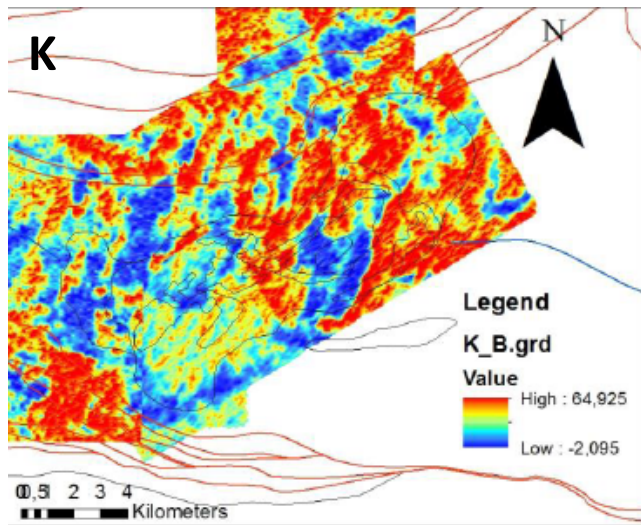 K
N
Legend
K_B.grd
Value
High : 64,925
Low : -2,095
0 0,5 1 2 3 4
Kilometers